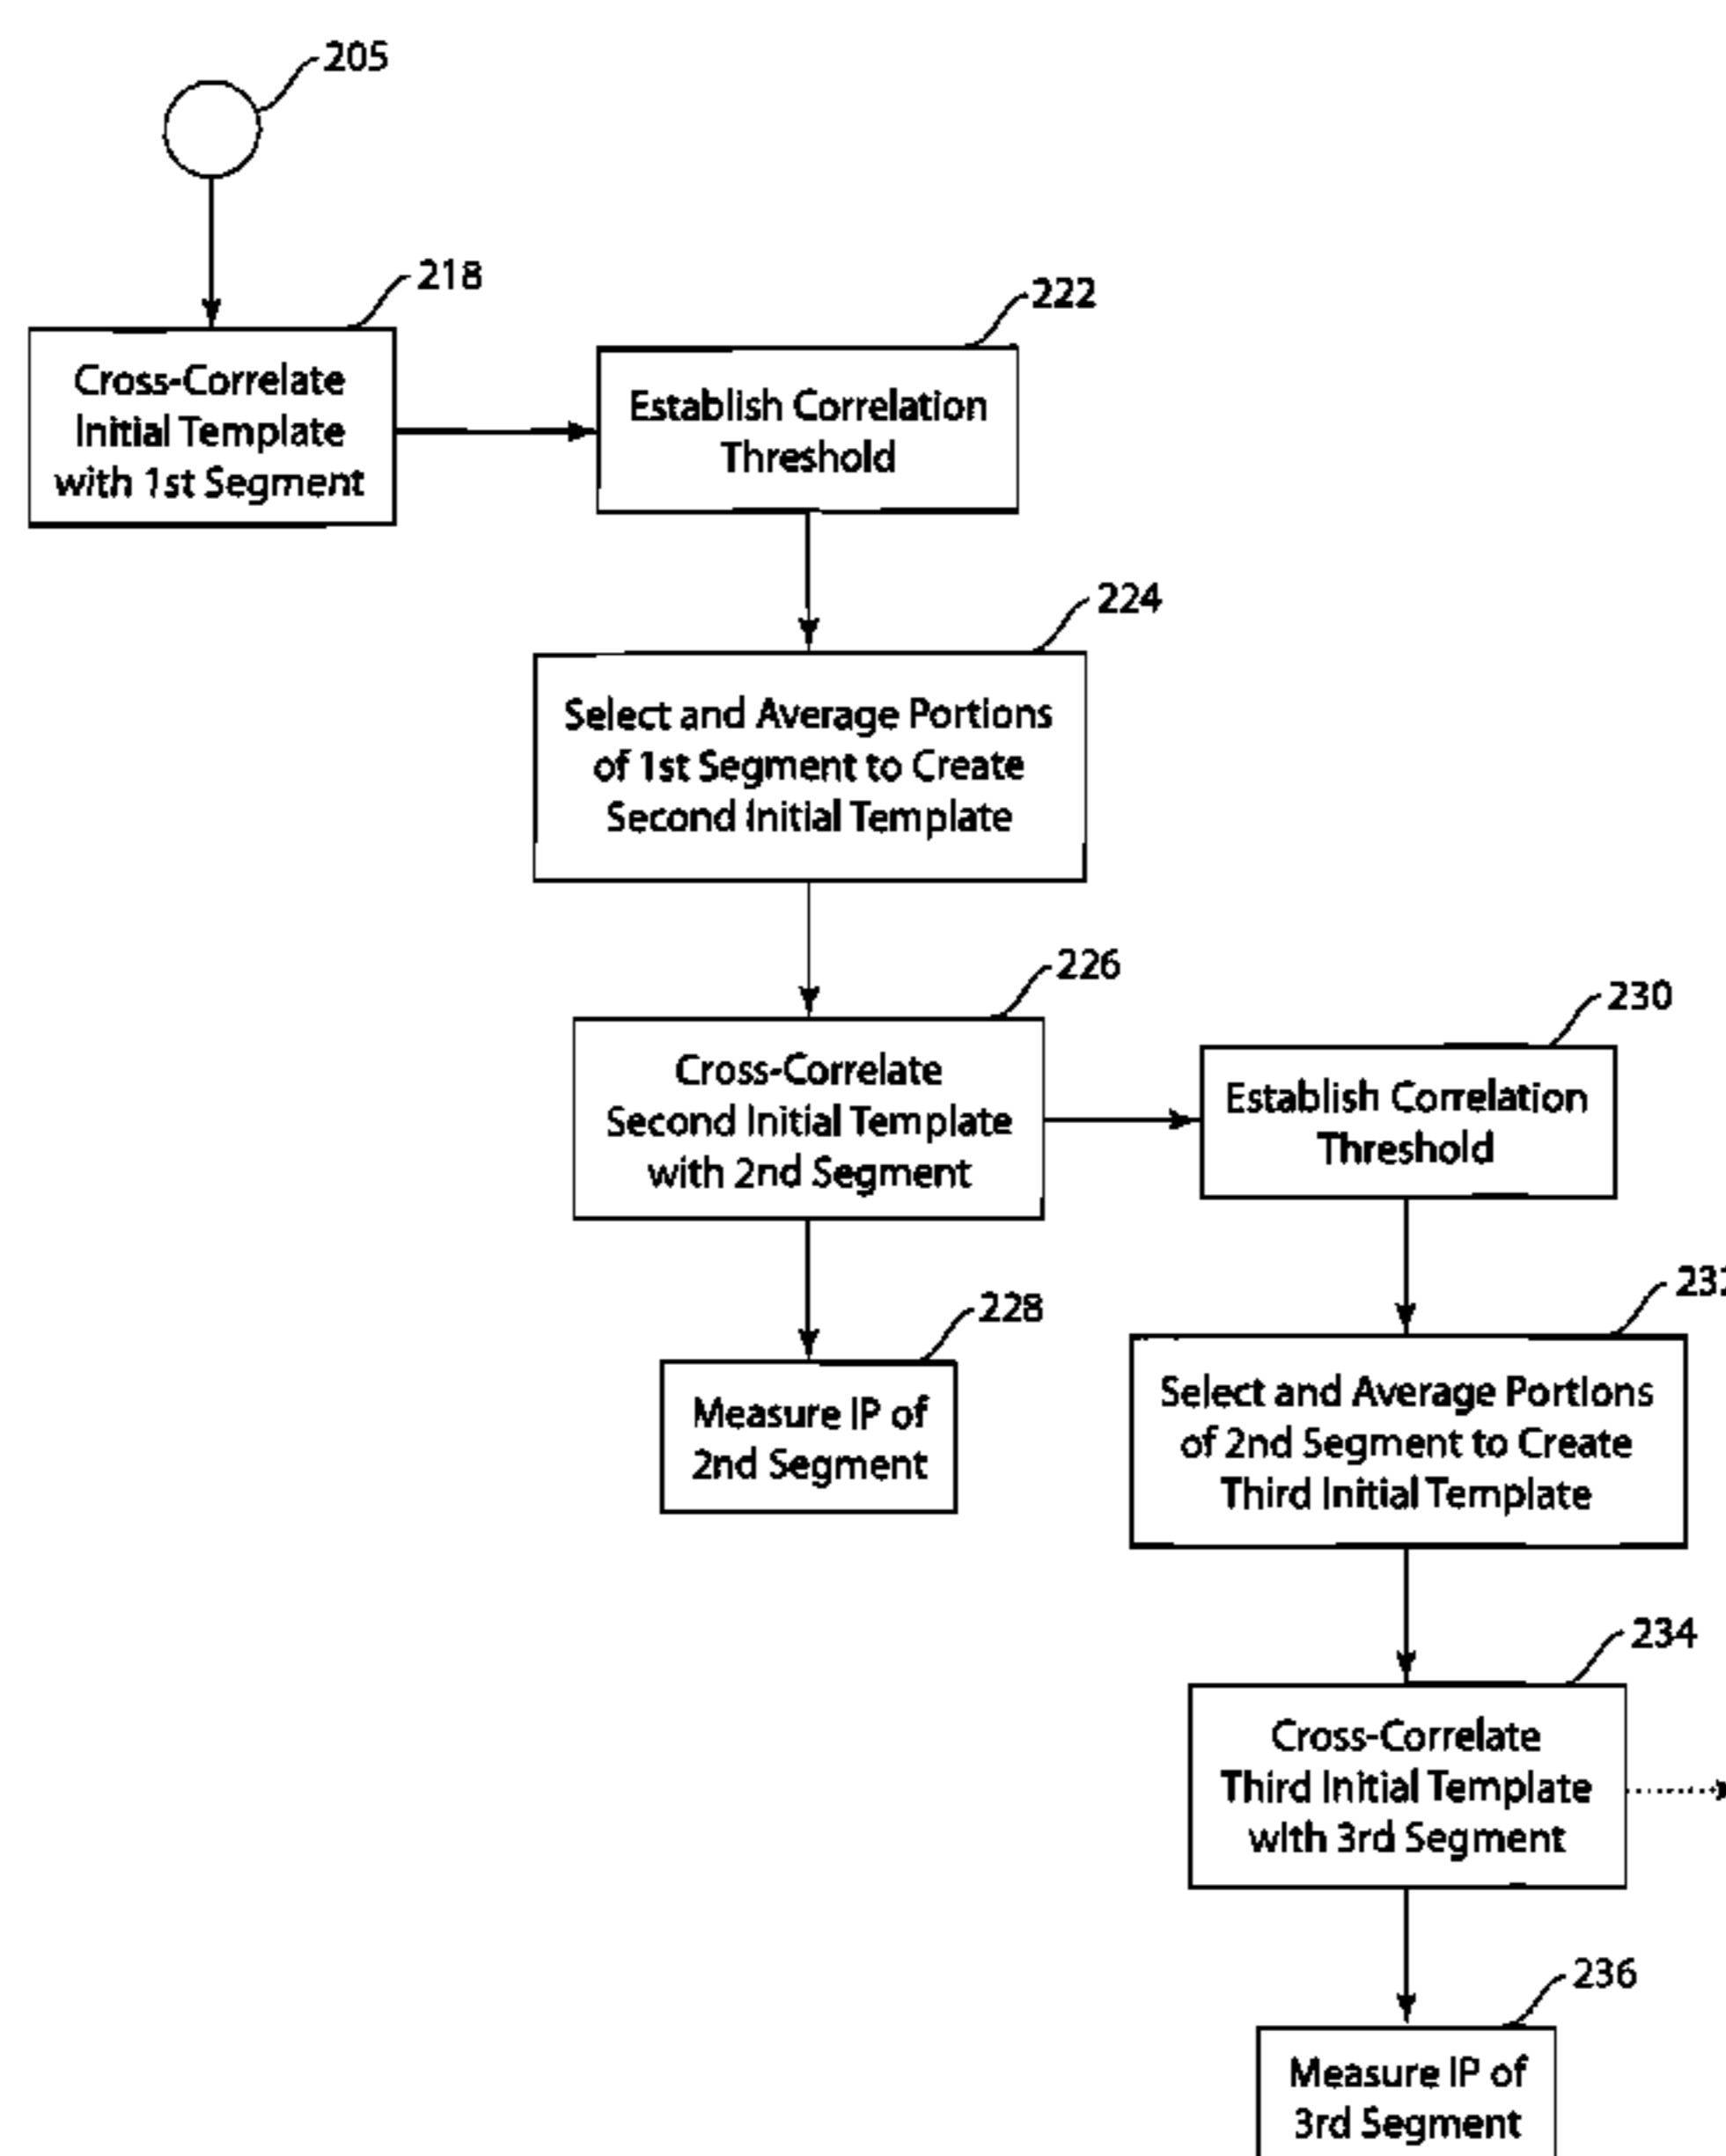 205
218
Cross-Correlate
Initial Template
with 1st Segment
222
Establish Correlation
Threshold
224
Select and Average Portions
of 1st Segment to Create
Second Initial Template
226
Cross-Correlate
Second Initial Template
with 2nd Segment
230
Establish Correlation
Threshold
228
Measure IP of
2nd Segment
Select and Average Portions
of 2nd Segment to Create
Third Initial Template
234
Cross-Correlate
Third Initial Template
with 3rd Segment
236
Measure IP of
3rd Segment